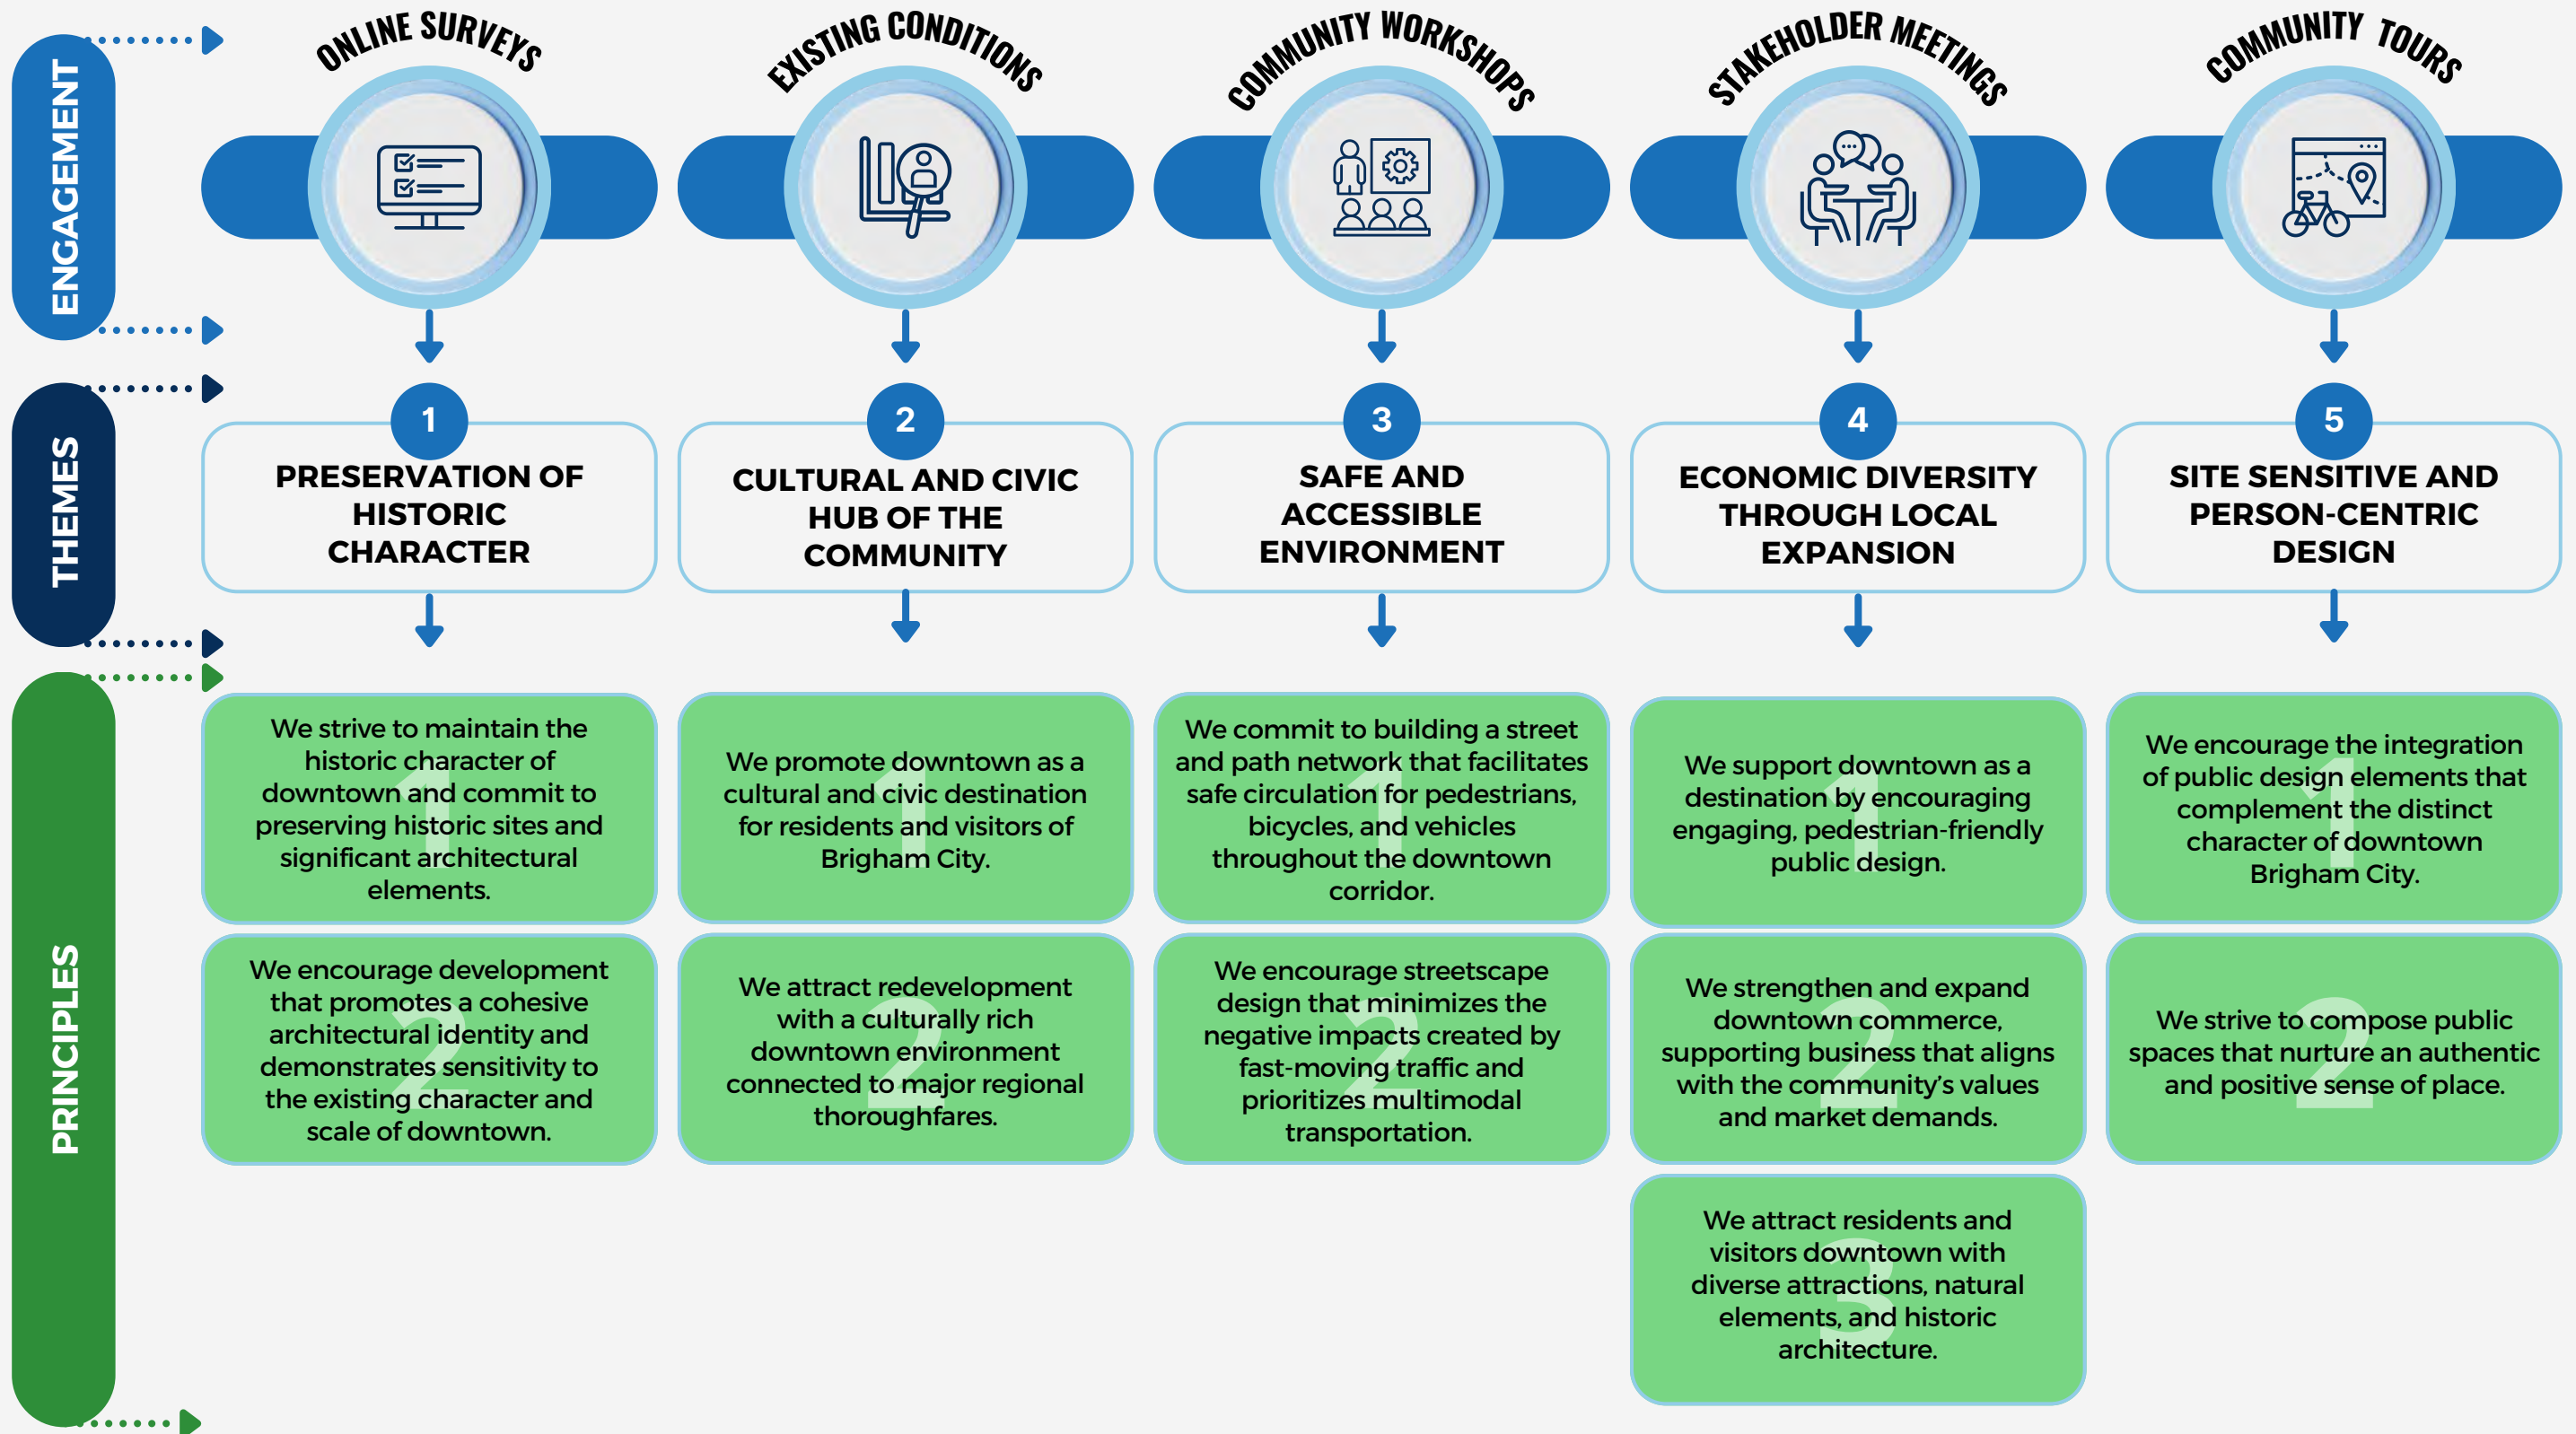 ENGAGEMENT
ONLINE SURVEYS
EXISTING CONDITIONS
COMMUNITY WORKSHOPS
STAKEHOLDER MEETINGS
COMMUNITY TOURS
THEMES
1
PRESERVATION OF
HISTORIC
CHARACTER
2
CULTURAL AND CIVIC
HUB OF THE
COMMUNITY
3
SAFE AND
ACCESSIBLE
ENVIRONMENT
4
ECONOMIC DIVERSITY
THROUGH LOCAL
EXPANSION
5
SITE SENSITIVE AND
PERSON-CENTRIC
DESIGN
PRINCIPLES
1
We strive to maintain the
historic character of
downtown and commit to
preserving historic sites and
significant architectural
elements.
2
We encourage development
that promotes a cohesive
architectural identity and
demonstrates sensitivity to
the existing character and
scale of downtown.
1
We promote downtown as a
cultural and civic destination
for residents and visitors of
Brigham City.
2
We attract redevelopment
with a culturally rich
downtown environment
connected to major regional
thoroughfares.
1
We commit to building a street
and path network that facilitates
safe circulation for pedestrians,
bicycles, and vehicles
throughout the downtown
corridor.
2
We encourage streetscape
design that minimizes the
negative impacts created by
fast-moving traffic and
prioritizes multimodal
transportation.
1
We support downtown as a
destination by encouraging
engaging, pedestrian-friendly
public design.
2
We strengthen and expand
downtown commerce,
supporting business that aligns
with the community’s values
and market demands.
3
We attract residents and
visitors downtown with
diverse attractions, natural
elements, and historic
architecture.
1
We encourage the integration
of public design elements that
complement the distinct
character of downtown
Brigham City.
2
We strive to compose public
spaces that nurture an authentic
and positive sense of place.